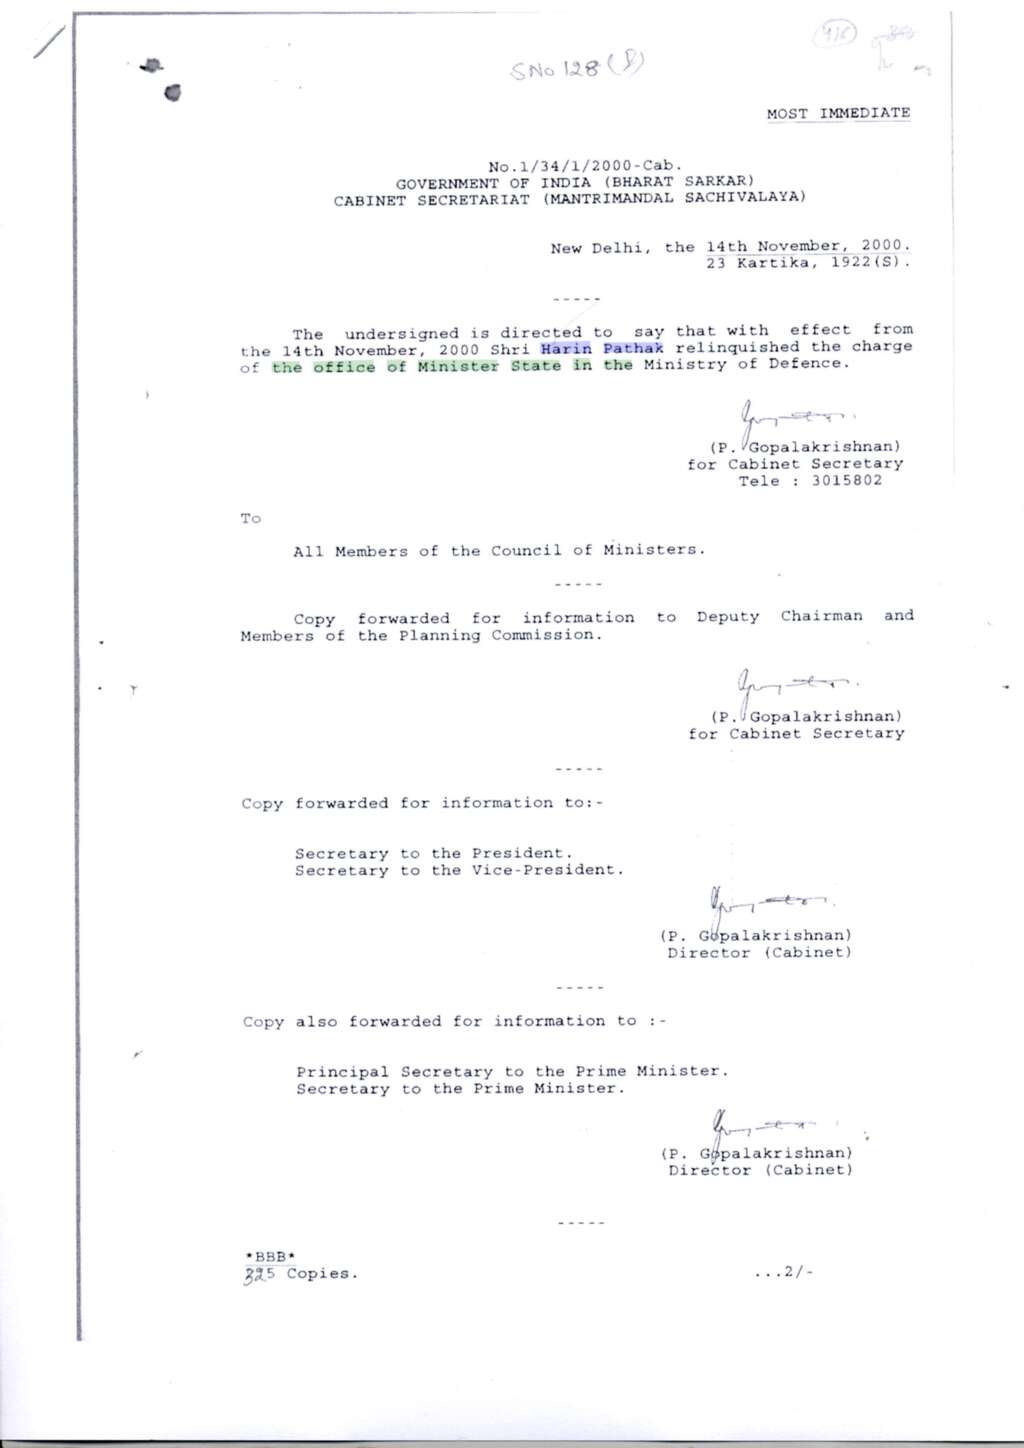 SNo 128 (P)
MOST IMMEDIATE
No.1/34/1/2000-Cab.
GOVERNMENT OF INDIA (BHARAT SARKAR)
CABINET SECRETARIAT (MANTRIMANDAL SACHIVALAYA)
New Delhi, the 14th November, 2000.
23 Kartika, 1922(S).
-----
The undersigned is directed to say that with effect from
the 14th November, 2000 Shri Harin Pathak relinquished the charge
of the office of Minister State in the Ministry of Defence.
(P. Gopalakrishnan)
for Cabinet Secretary
Tele : 3015802
To
All Members of the Council of Ministers.
-----
Copy forwarded for information to Deputy Chairman and
Members of the Planning Commission.
(P. Gopalakrishnan)
for Cabinet Secretary
-----
Copy forwarded for information to:-
Secretary to the President.
Secretary to the Vice-President.
(P. Gopalakrishnan)
Director (Cabinet)
-----
Copy also forwarded for information to :-
Principal Secretary to the Prime Minister.
Secretary to the Prime Minister.
(P. Gopalakrishnan)
Director (Cabinet)
-----
*BBB*
325 Copies.
...2/-